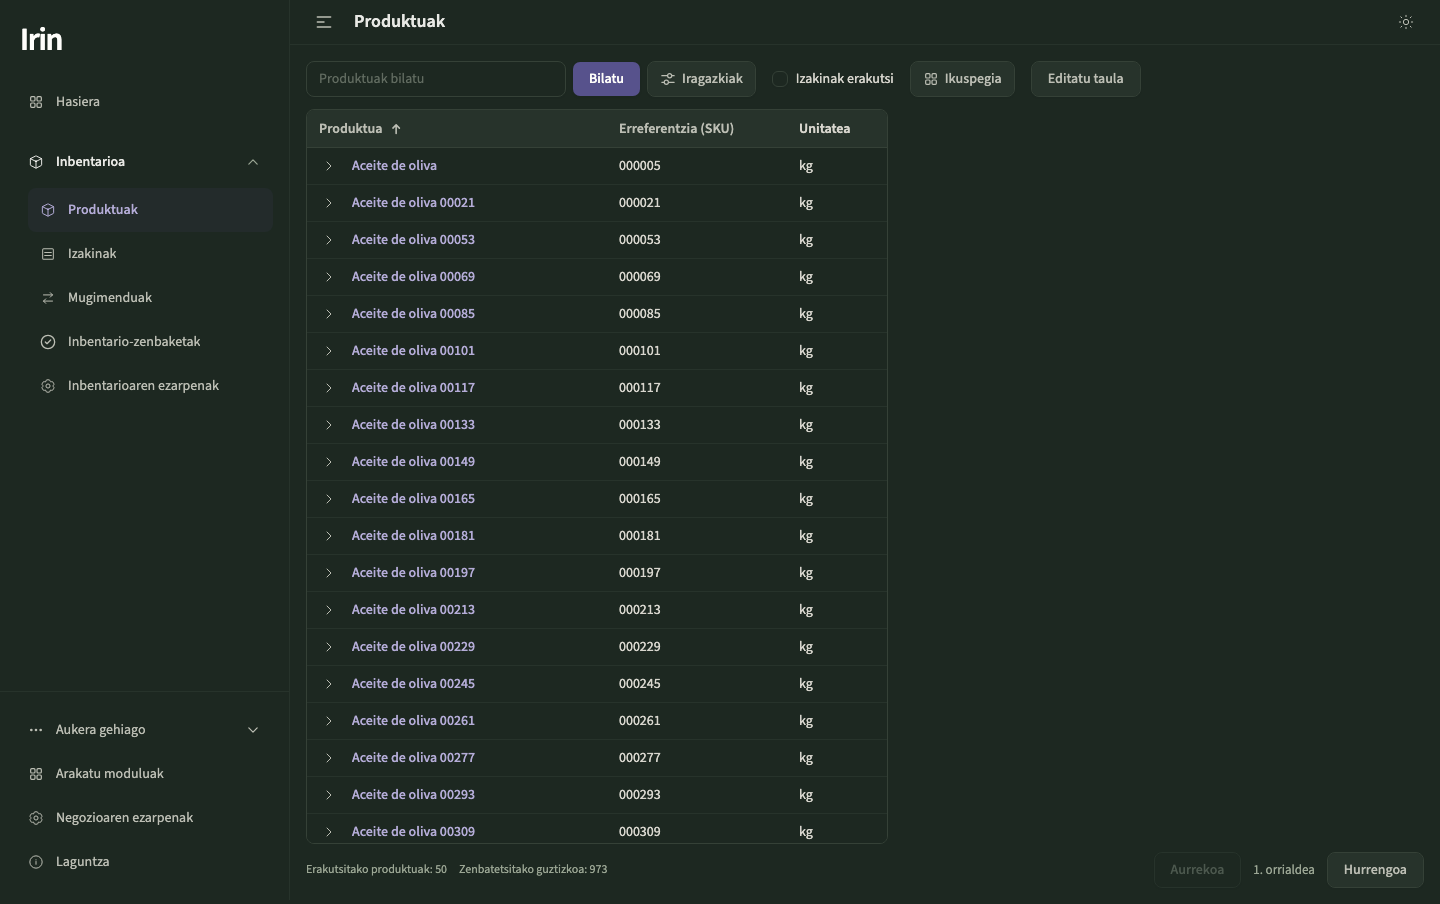 Irin
Hasiera
Inbentarioa
Produktuak
Izakinak
Mugimenduak
Inbentario-zenbaketak
Inbentarioaren ezarpenak
Aukera gehiago
Arakatu moduluak
Negozioaren ezarpenak
Laguntza
Produktuak
Produktuak bilatu Bilatu Iragazkiak Izakinak erakutsi Ikuspegia Editatu taula
Produktua Erreferentzia (SKU) Unitatea
Aceite de oliva 000005 kg
Aceite de oliva 00021 000021 kg
Aceite de oliva 00053 000053 kg
Aceite de oliva 00069 000069 kg
Aceite de oliva 00085 000085 kg
Aceite de oliva 00101 000101 kg
Aceite de oliva 00117 000117 kg
Aceite de oliva 00133 000133 kg
Aceite de oliva 00149 000149 kg
Aceite de oliva 00165 000165 kg
Aceite de oliva 00181 000181 kg
Aceite de oliva 00197 000197 kg
Aceite de oliva 00213 000213 kg
Aceite de oliva 00229 000229 kg
Aceite de oliva 00245 000245 kg
Aceite de oliva 00261 000261 kg
Aceite de oliva 00277 000277 kg
Aceite de oliva 00293 000293 kg
Aceite de oliva 00309 000309 kg
Erakutsitako produktuak: 50 Zenbatetsitako guztizkoa: 973 Aurrekoa 1. orrialdea Hurrengoa